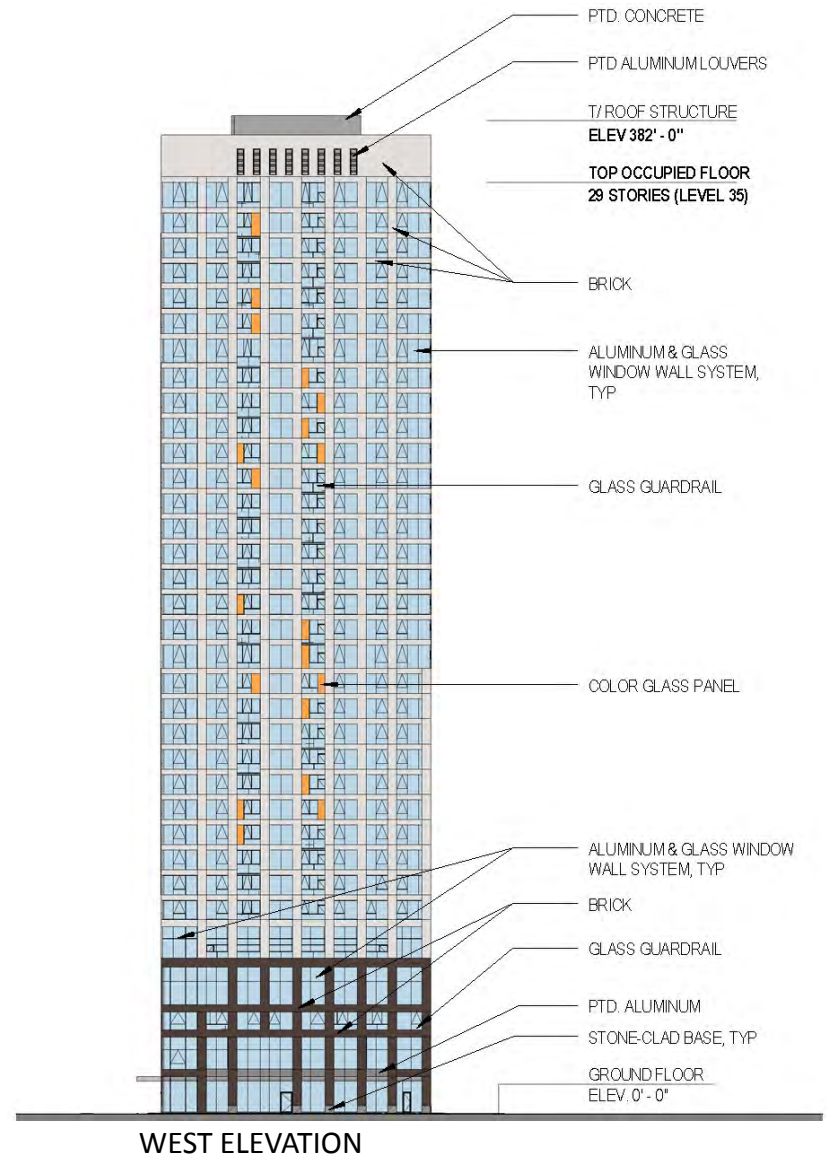 PTD. CONCRETE
PTD ALUMINUM LOUVERS
T/ ROOF STRUCTURE
ELEV 382' - 0"
TOP OCCUPIED FLOOR
29 STORIES (LEVEL 35)
BRICK
ALUMINUM & GLASS
WINDOW WALL SYSTEM,
TYP
GLASS GUARDRAIL
COLOR GLASS PANEL
ALUMINUM & GLASS WINDOW
WALL SYSTEM, TYP
BRICK
GLASS GUARDRAIL
PTD. ALUMINUM
STONE-CLAD BASE, TYP
GROUND FLOOR
ELEV. 0' - 0"
WEST ELEVATION